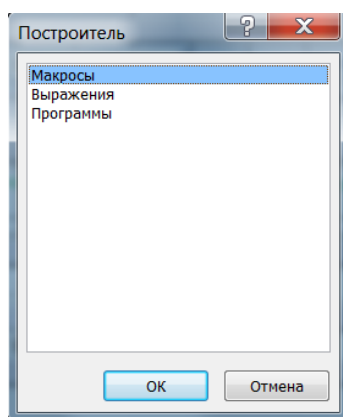 Построитель
?
X
Макросы
Выражения
Программы
ОК
Отмена